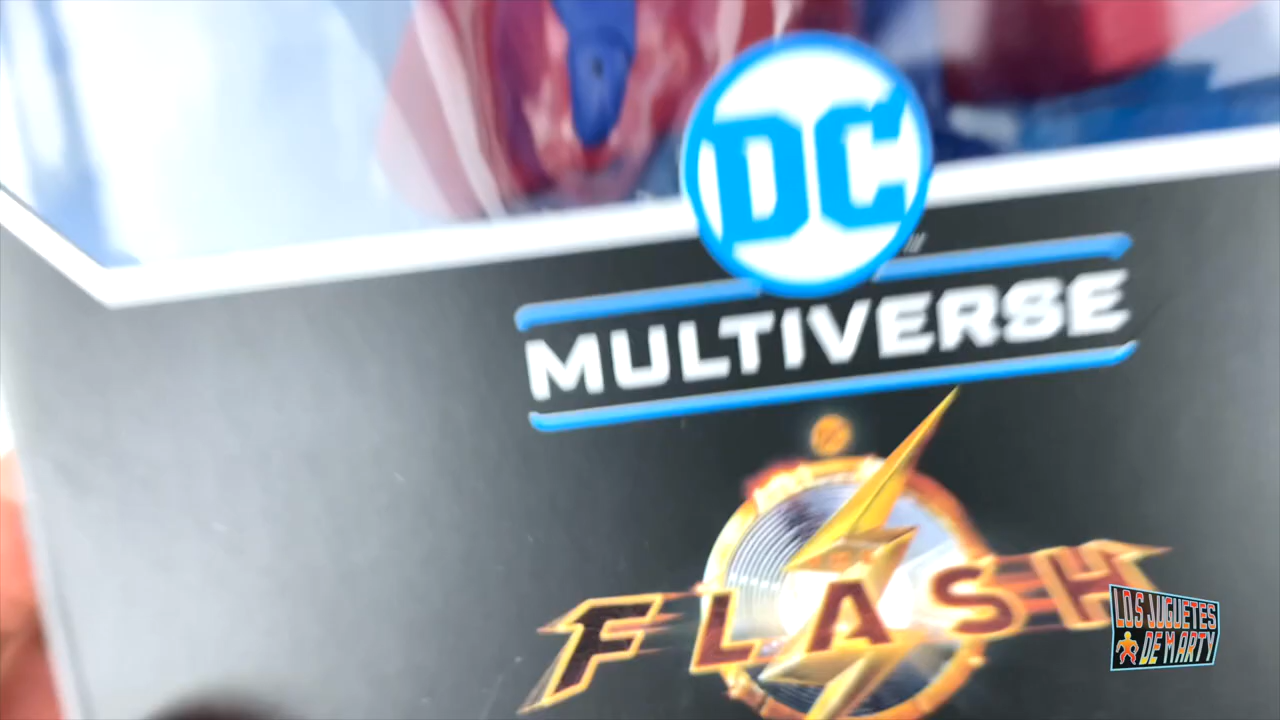 DC
MULTIVERSE
FLASH
LOS JUGUETES
DE MARTY